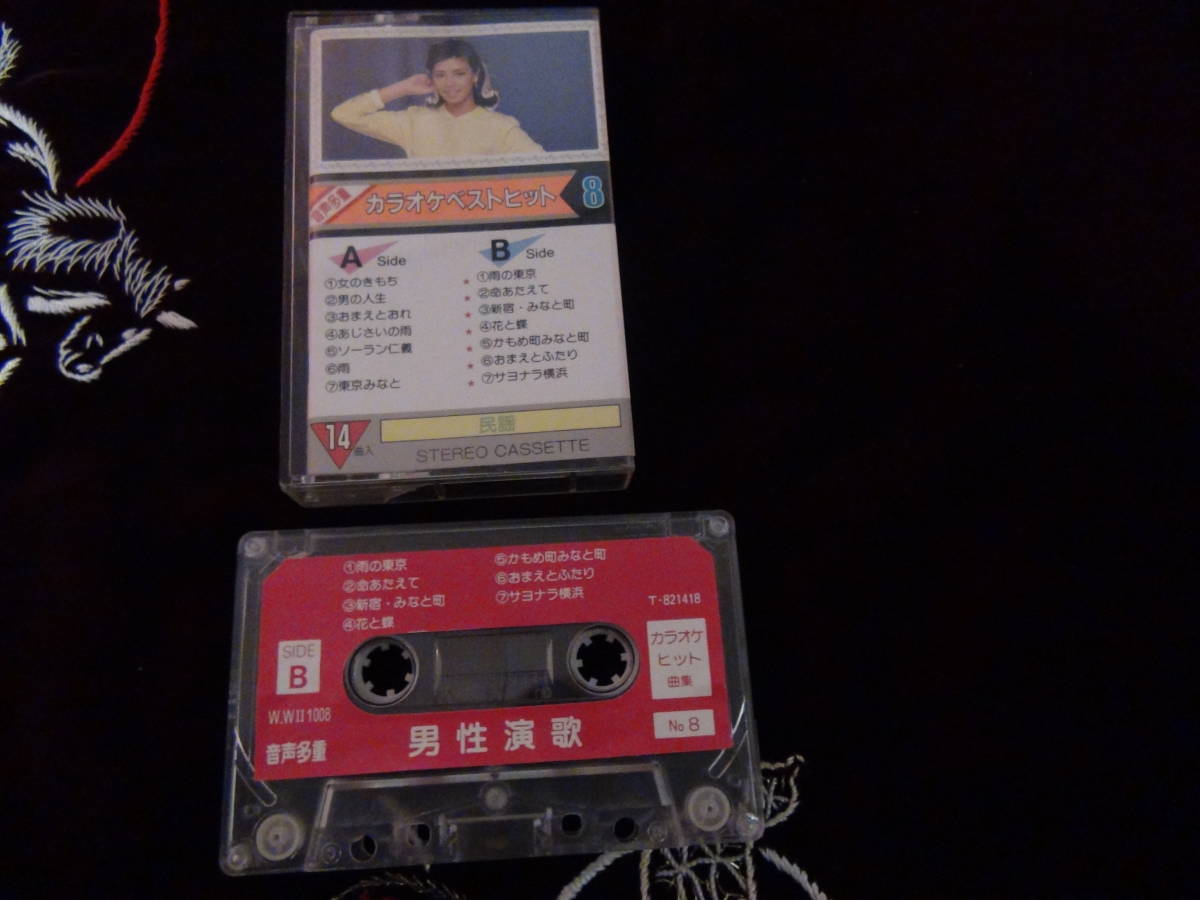 音声多重
カラオケベストヒット 8
A Side
①女のきもち
②男の人生
③おまえとおれ
④あじさいの雨
⑤ソーラン仁義
⑥雨
⑦東京みなと
B Side
★ ①雨の東京
★ ②命あたえて
★ ③新宿・みなと町
★ ④花と蝶
★ ⑤かもめ町みなと町
★ ⑥おまえとふたり
★ ⑦サヨナラ横浜
14曲入
民謡
STEREO CASSETTE
①雨の東京
②命あたえて
③新宿・みなと町
④花と蝶
⑤かもめ町みなと町
⑥おまえとふたり
⑦サヨナラ横浜
T-821418
SIDE
B
カラオケ
ヒット
曲集
W.WII1008
No 8
音声多重
男性演歌